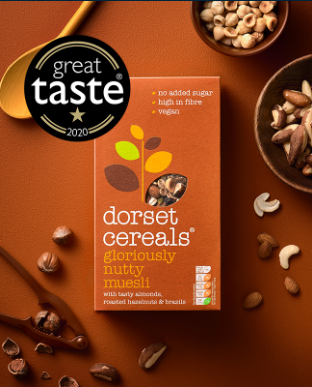 great
taste®
2020
• no added sugar
• high in fibre
• vegan
dorset
cereals®
gloriously
nutty
muesli
with tasty almonds,
roasted hazelnuts & brazils